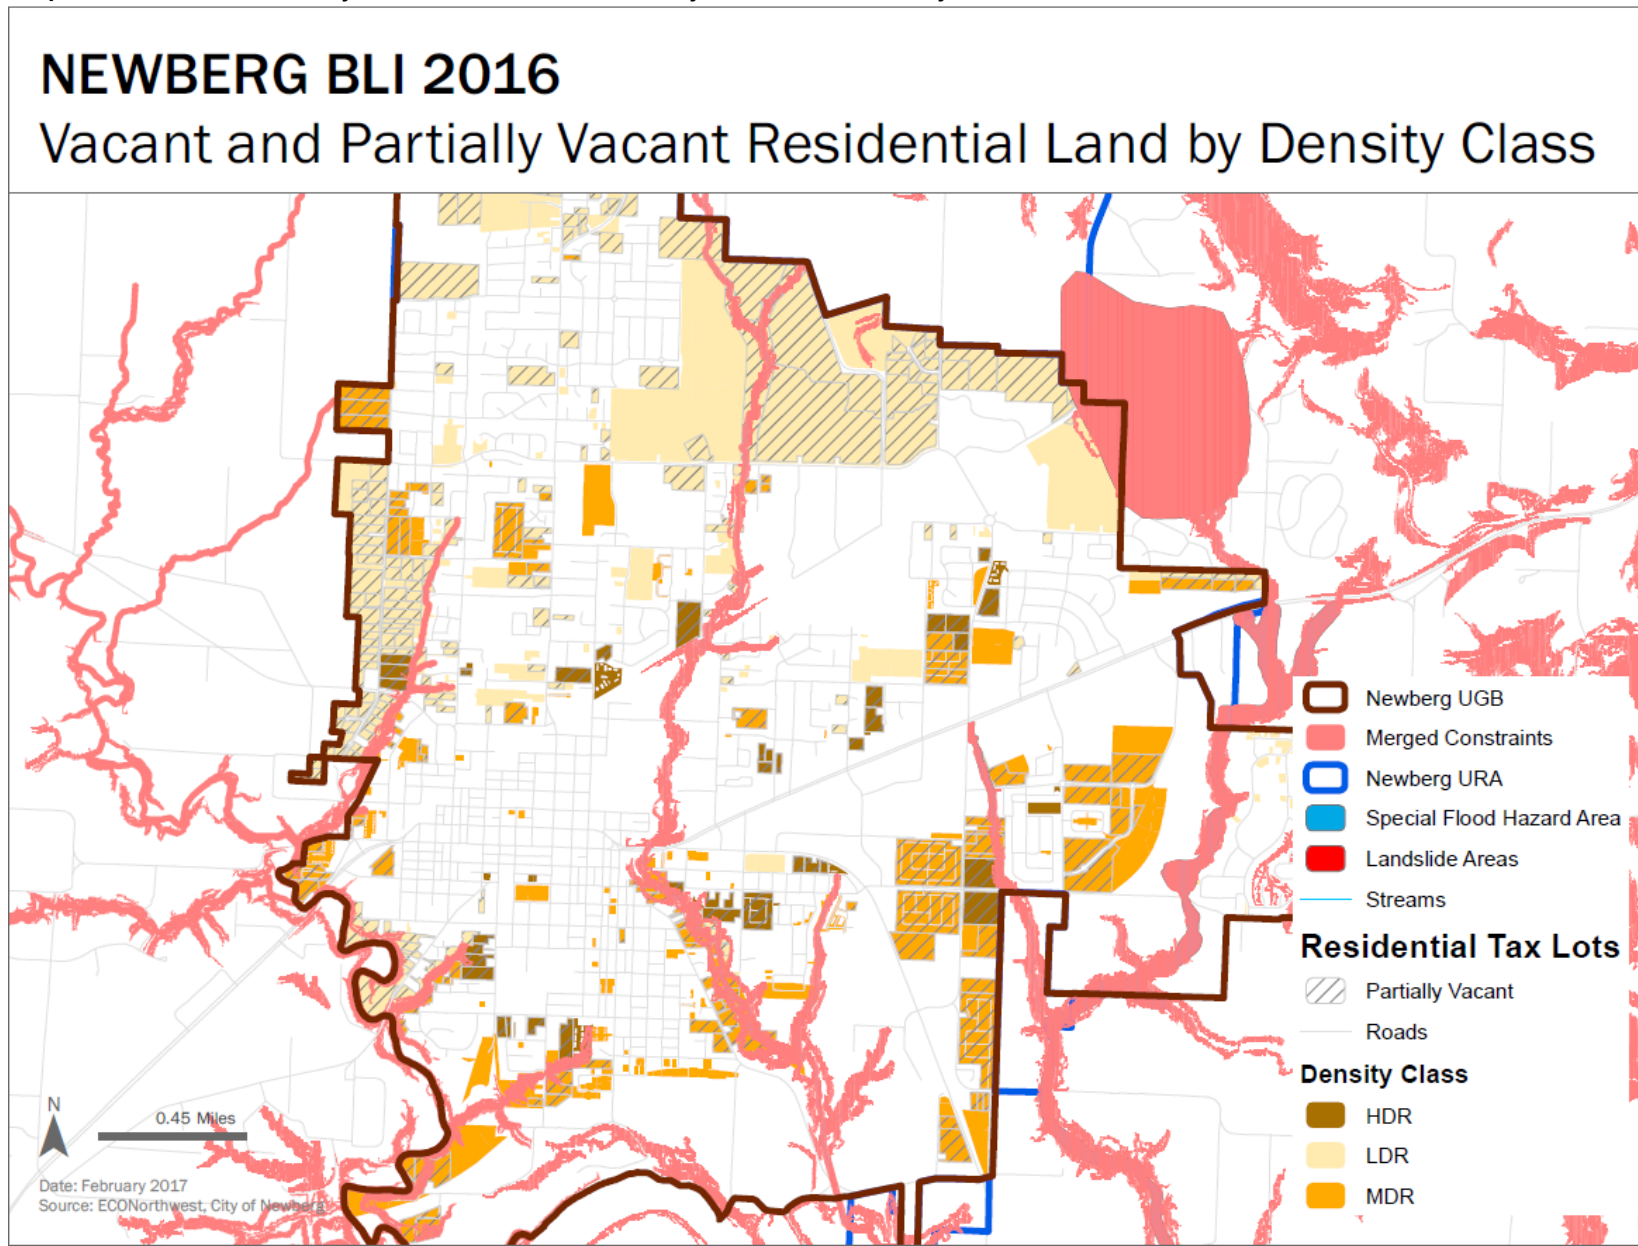 NEWBERG BLI 2016
Vacant and Partially Vacant Residential Land by Density Class
Newberg UGB
Merged Constraints
Newberg URA
Special Flood Hazard Area
Landslide Areas
Streams
Residential Tax Lots
Partially Vacant
Roads
Density Class
HDR
LDR
MDR
N
0.45 Miles
Date: February 2017
Source: ECONorthwest, City of Newberg